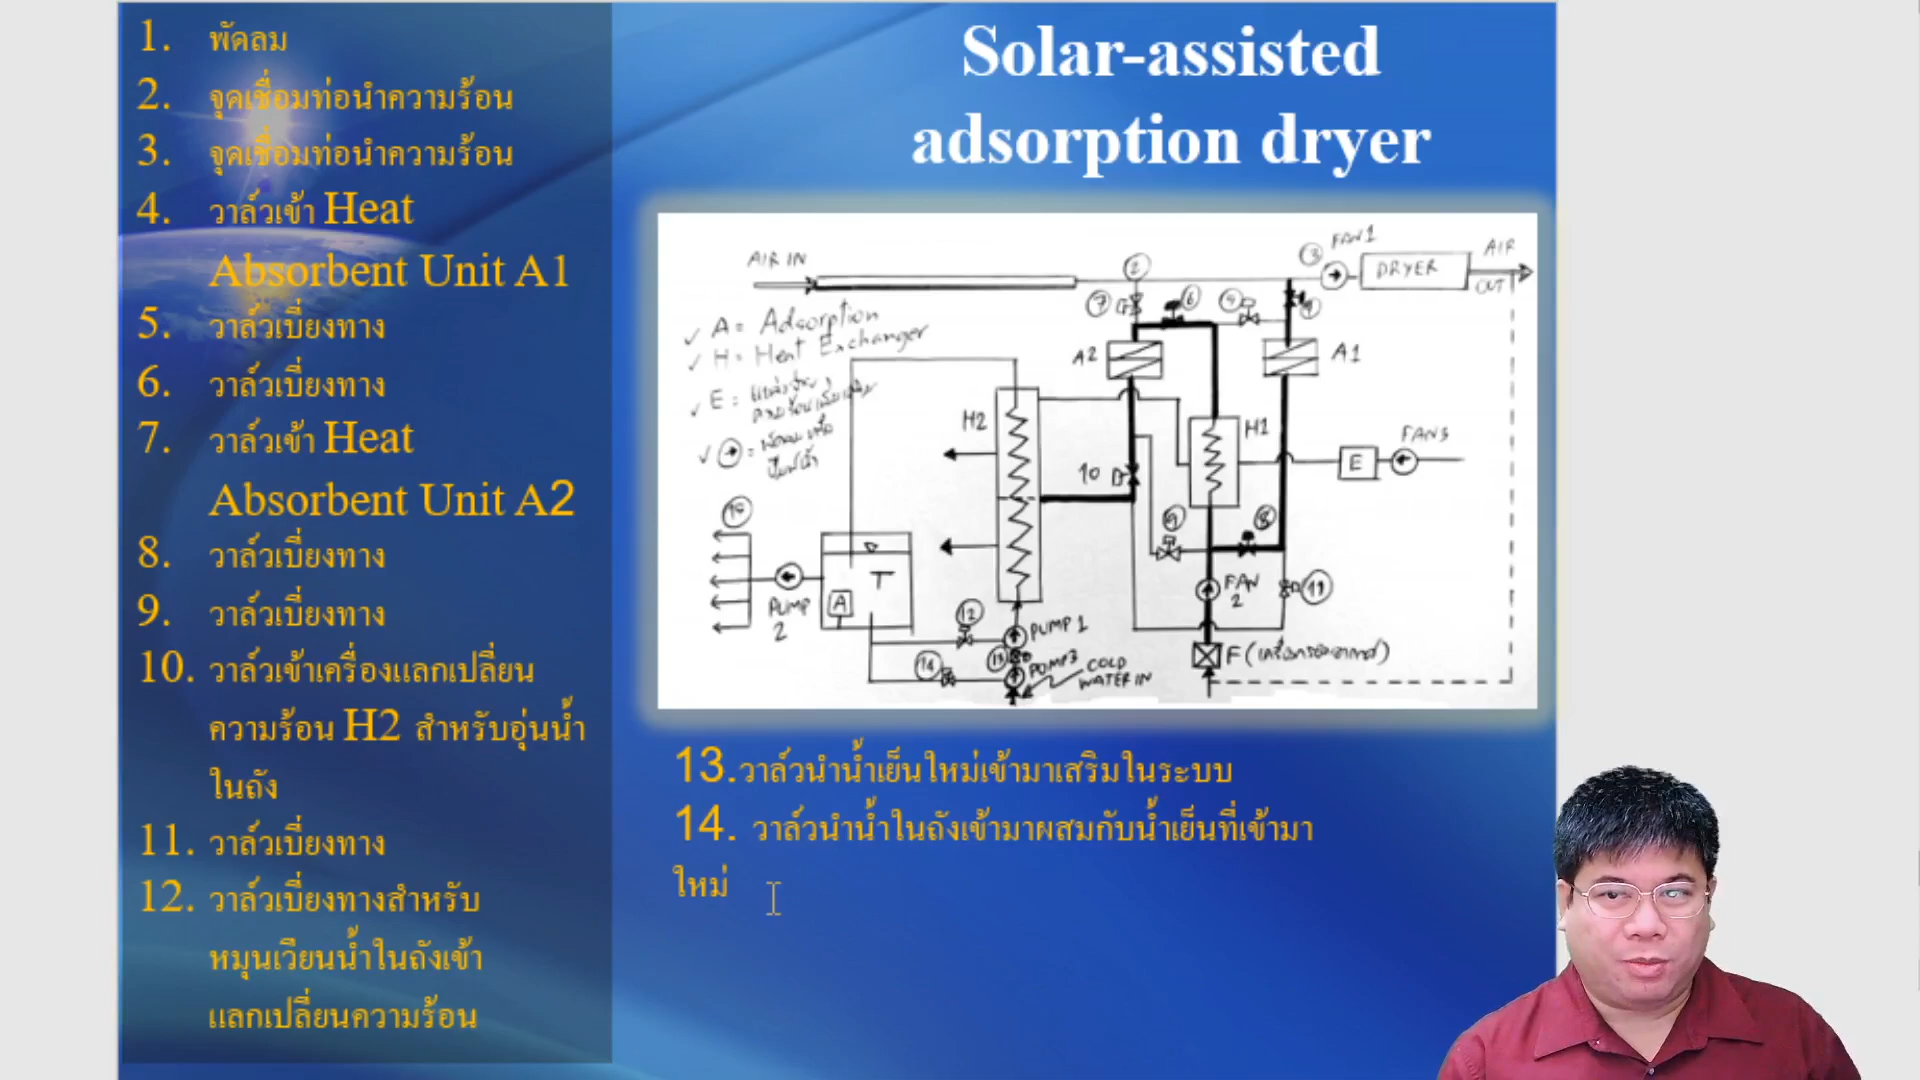 1. พัดลม
2. จุดเชื่อมท่อนำความร้อน
3. จุดเชื่อมท่อนำความร้อน
4. วาล์วเข้า Heat
Absorbent Unit A1
5. วาล์วเบี่ยงทาง
6. วาล์วเบี่ยงทาง
7. วาล์วเข้า Heat
Absorbent Unit A2
8. วาล์วเบี่ยงทาง
9. วาล์วเบี่ยงทาง
10. วาล์วเข้าเครื่องแลกเปลี่ยน
ความร้อน H2 สำหรับอุ่นน้ำ
ในถัง
11. วาล์วเบี่ยงทาง
12. วาล์วเบี่ยงทางสำหรับ
หมุนเวียนน้ำในถังเข้า
แลกเปลี่ยนความร้อน
Solar-assisted
adsorption dryer
AIR IN
2
3
FAN 1
DRYER
AIR
OUT
7
6
A = Adsorption
H = Heat Exchanger
E =
A2
A1
H2
H1
10
E
FAN3
9
8
T
A
PUMP
2
FAN
2
11
12
PUMP 1
13
PUMP3
14
COLD
WATER IN
F
13.วาล์วนำน้ำเย็นใหม่เข้ามาเสริมในระบบ
14. วาล์วนำน้ำในถังเข้ามาผสมกับน้ำเย็นที่เข้ามา
ใหม่